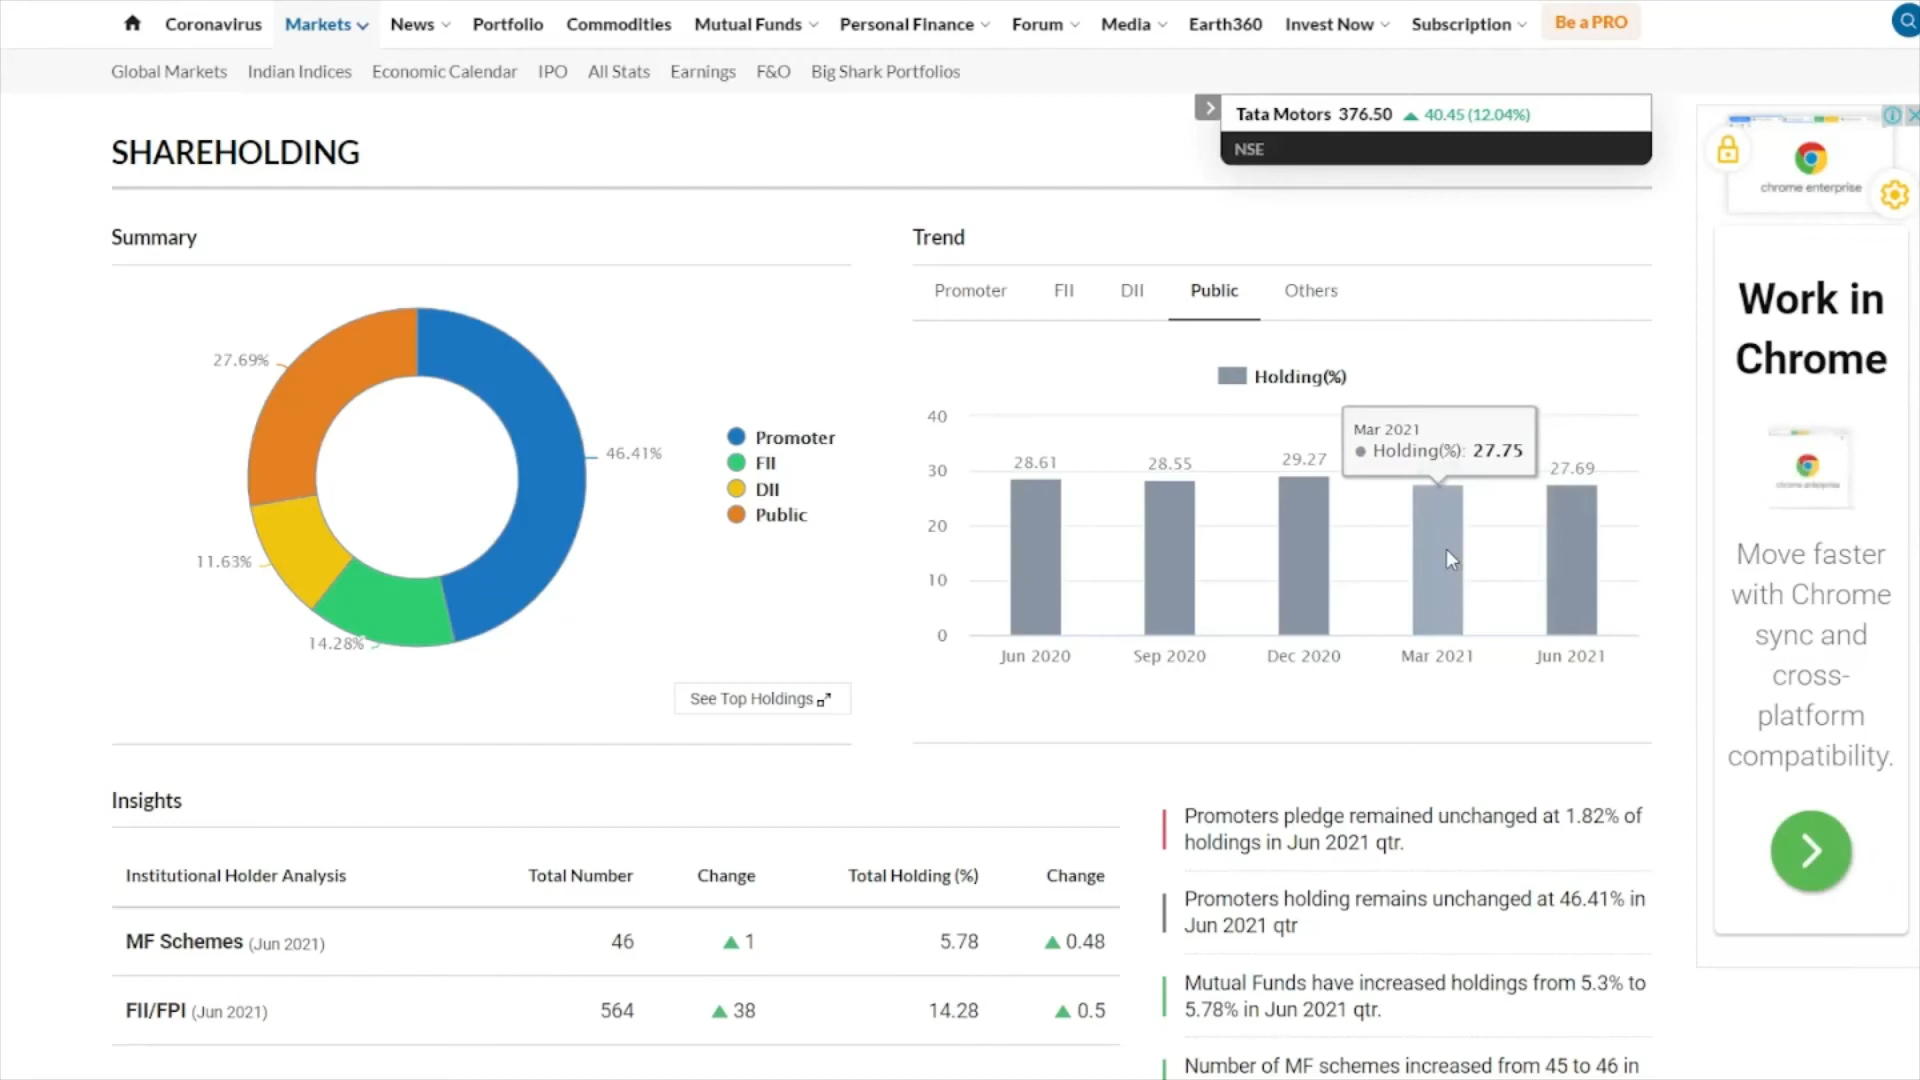 Coronavirus Markets News Portfolio Commodities Mutual Funds Personal Finance Forum Media Earth360 Invest Now Subscription Be a PRO
Global Markets Indian Indices Economic Calendar IPO All Stats Earnings F&O Big Shark Portfolios
Tata Motors 376.50 ▲ 40.45 (12.04%)
NSE
SHAREHOLDING
Summary
27.69%
46.41%
11.63%
14.28%
Promoter
FII
DII
Public
See Top Holdings
Trend
Promoter FII DII Public Others
Holding(%)
40
30
20
10
0
28.61 28.55 29.27 27.69
Mar 2021
Holding(%): 27.75
Jun 2020 Sep 2020 Dec 2020 Mar 2021 Jun 2021
Insights
Institutional Holder Analysis Total Number Change Total Holding (%) Change
MF Schemes (Jun 2021) 46 ▲ 1 5.78 ▲ 0.48
FII/FPI (Jun 2021) 564 ▲ 38 14.28 ▲ 0.5
Promoters pledge remained unchanged at 1.82% of
holdings in Jun 2021 qtr.
Promoters holding remains unchanged at 46.41% in
Jun 2021 qtr
Mutual Funds have increased holdings from 5.3% to
5.78% in Jun 2021 qtr.
Number of MF schemes increased from 45 to 46 in
chrome enterprise
Work in
Chrome
chrome enterprise
Move faster
with Chrome
sync and
cross-
platform
compatibility.